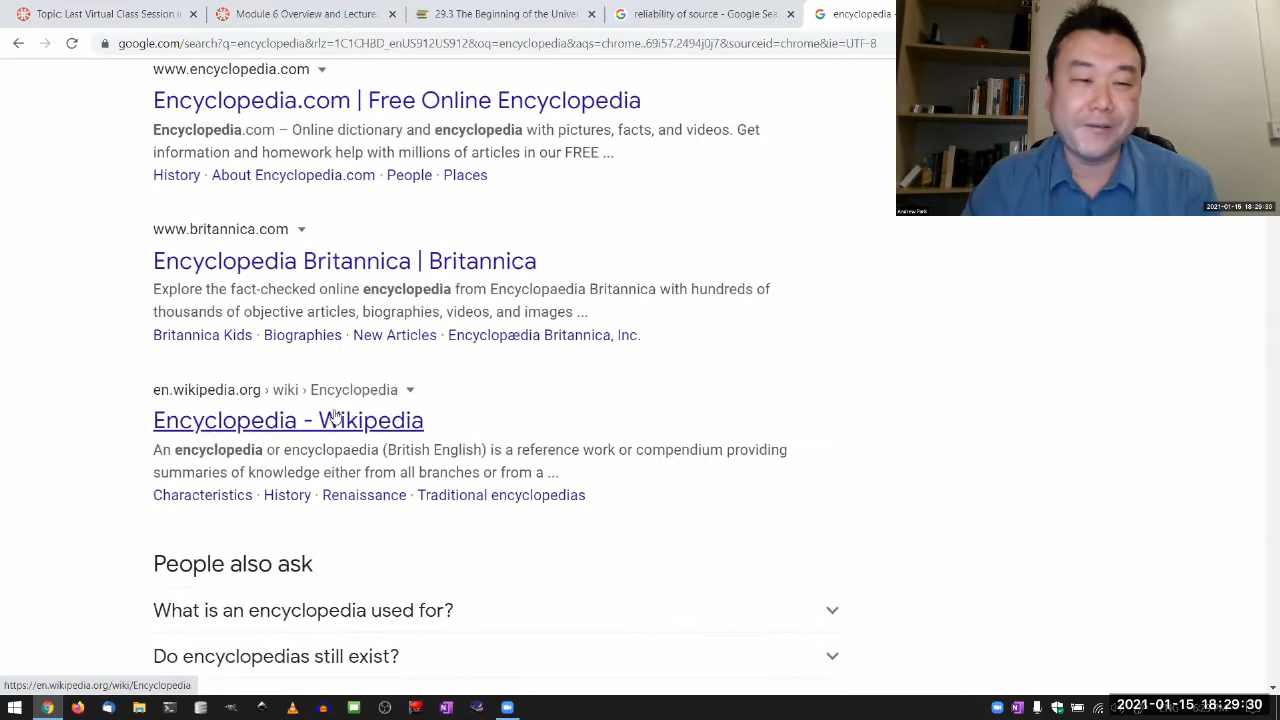 Topic: Last Virtual Class Session i
Module 6 Overview and Lecture:
29.3 The Beginning of the Univer
reliability of source - Google Sea
encyclopedia -
google.com/search?q=encyclopedia&rlz=1C1CHBD_enUS912US912&oq=encyclopedia&aqs=chrome..69i57.2494j0j7&sourceid=chrome&ie=UTF-8
www.encyclopedia.com
Encyclopedia.com | Free Online Encyclopedia
Encyclopedia.com – Online dictionary and encyclopedia with pictures, facts, and videos. Get
information and homework help with millions of articles in our FREE ...
History · About Encyclopedia.com · People · Places
2021-01-15 18:29:30
www.britannica.com
Encyclopedia Britannica | Britannica
Explore the fact-checked online encyclopedia from Encyclopaedia Britannica with hundreds of
thousands of objective articles, biographies, videos, and images ...
Britannica Kids · Biographies · New Articles · Encyclopædia Britannica, Inc.
en.wikipedia.org › wiki › Encyclopedia
Encyclopedia - Wikipedia
An encyclopedia or encyclopaedia (British English) is a reference work or compendium providing
summaries of knowledge either from all branches or from a ...
Characteristics · History · Renaissance · Traditional encyclopedias
People also ask
What is an encyclopedia used for?
Do encyclopedias still exist?
https://en.wikipedia.org/wiki/Encyclopedia
2021-01-15 18:29:30